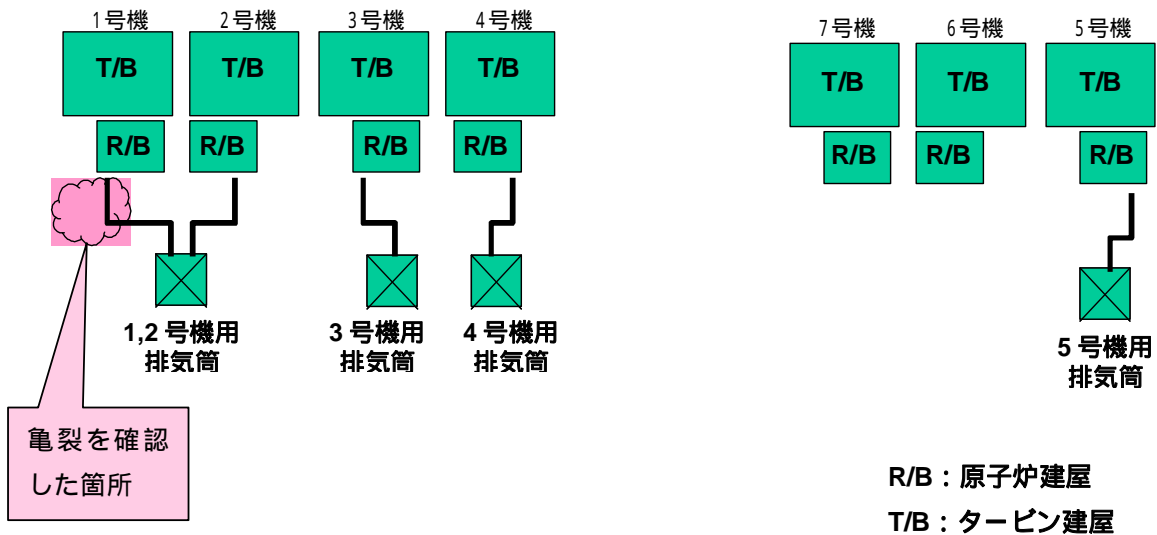 1号機 2号機 3号機 4号機 7号機 6号機 5号機
T/B T/B T/B T/B T/B T/B T/B
R/B R/B R/B R/B R/B R/B R/B
1,2 号機用
排気筒
3 号機用
排気筒
4 号機用
排気筒
5 号機用
排気筒
亀裂を確認
した箇所
R/B：原子炉建屋
T/B：タービン建屋